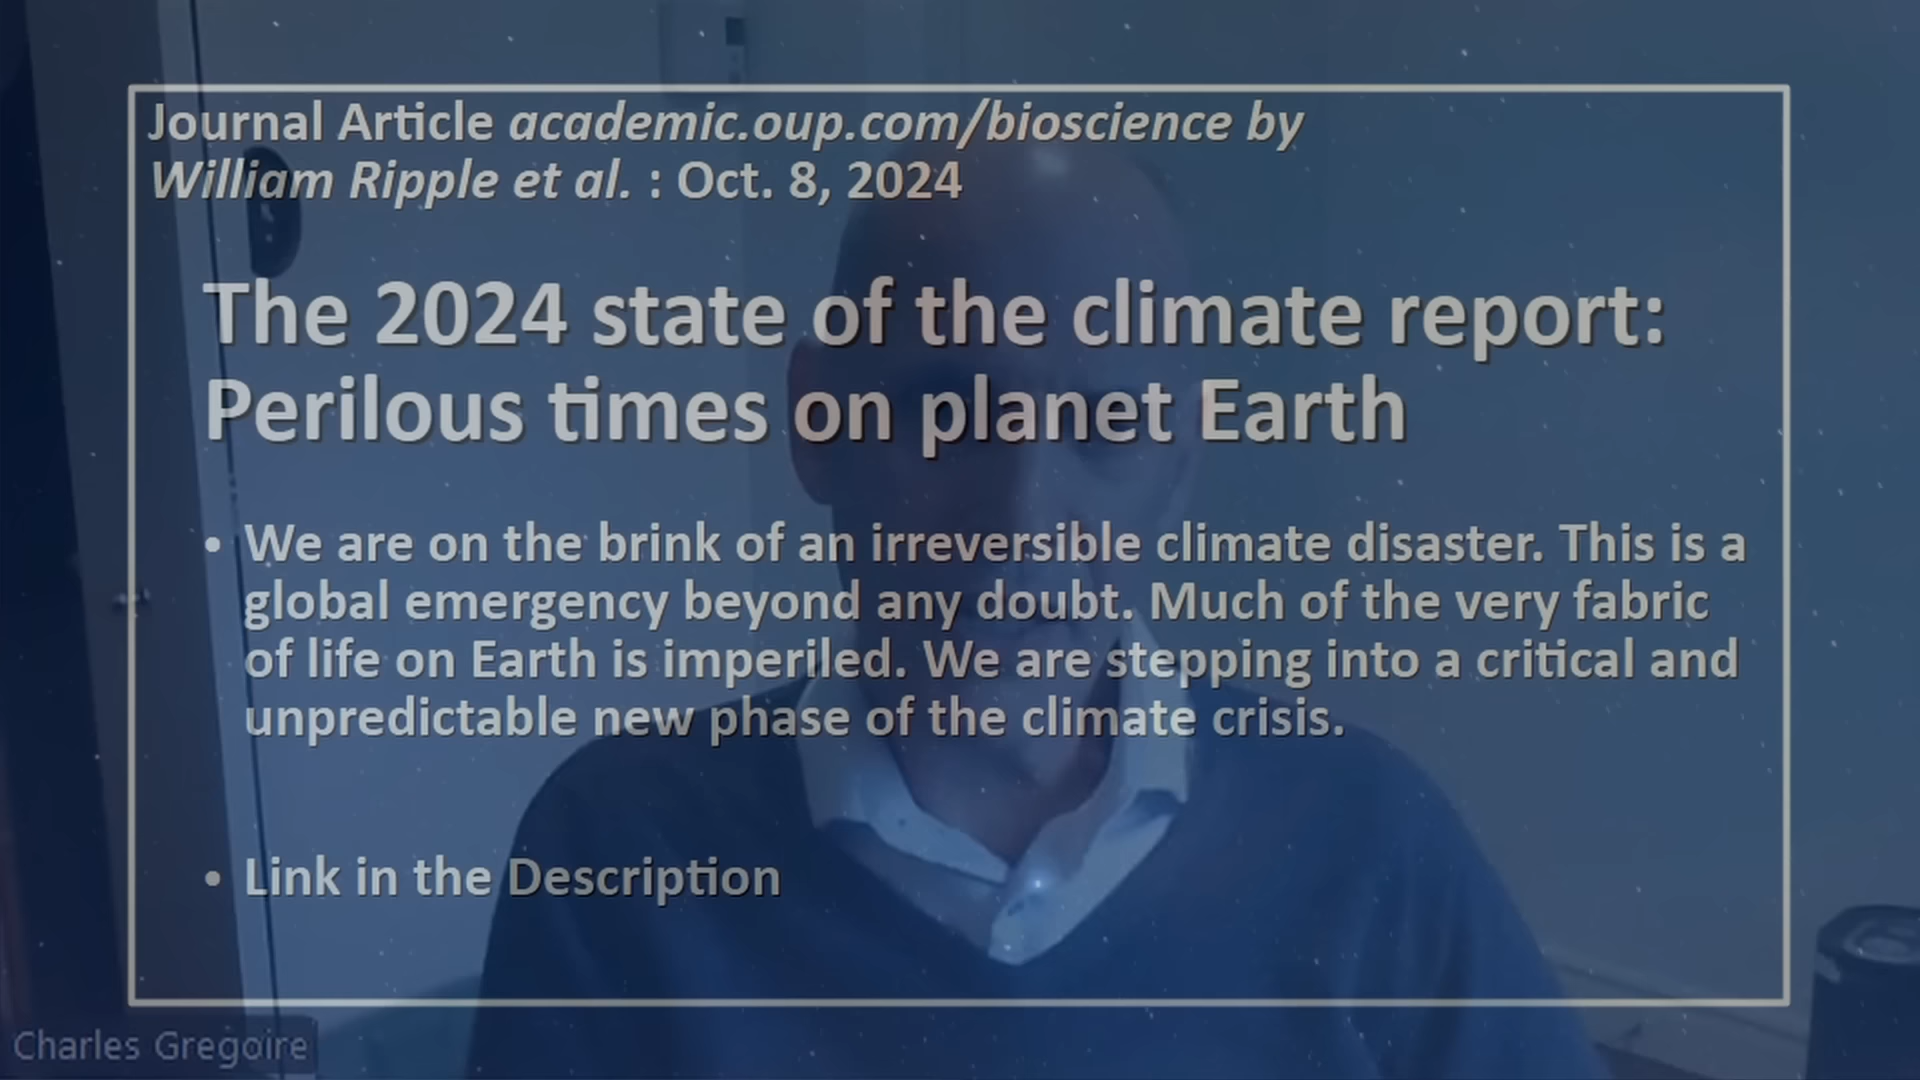 Journal Article academic.oup.com/bioscience by
William Ripple et al. : Oct. 8, 2024
The 2024 state of the climate report:
Perilous times on planet Earth
• We are on the brink of an irreversible climate disaster. This is a
global emergency beyond any doubt. Much of the very fabric
of life on Earth is imperiled. We are stepping into a critical and
unpredictable new phase of the climate crisis.
• Link in the Description
Charles Gregoire